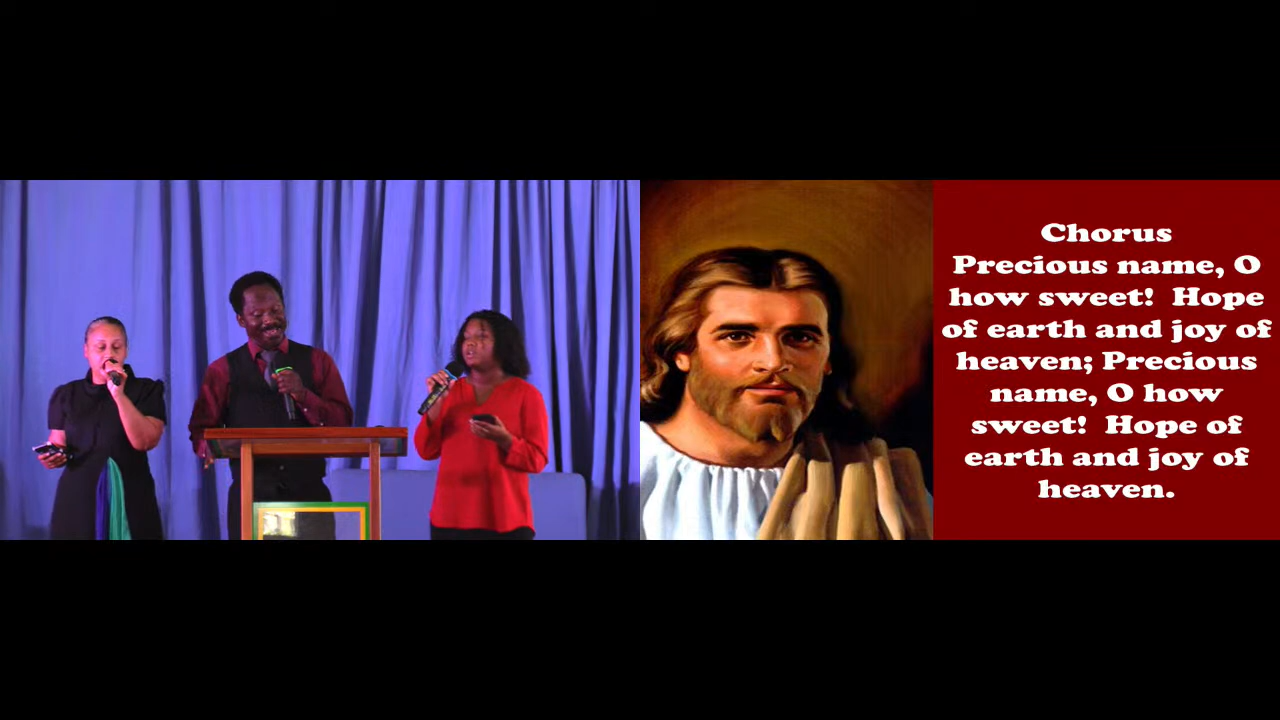 Chorus
Precious name, O
how sweet!  Hope
of earth and joy of
heaven; Precious
name, O how
sweet!  Hope of
earth and joy of
heaven.